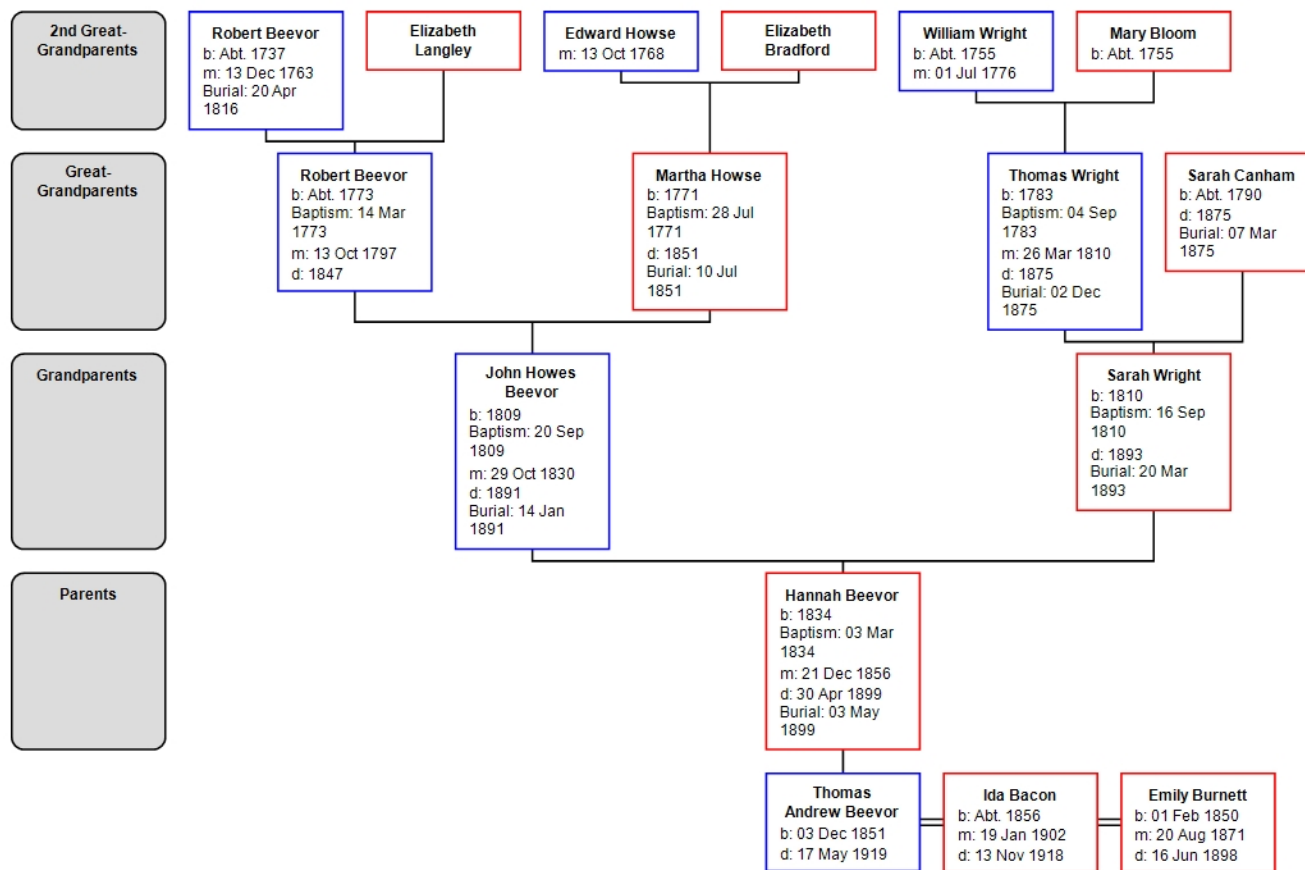 2nd Great-
Grandparents
Robert Beevor
b: Abt. 1737
m: 13 Dec 1763
Burial: 20 Apr
1816
Elizabeth
Langley
Edward Howse
m: 13 Oct 1768
Elizabeth
Bradford
William Wright
b: Abt. 1755
m: 01 Jul 1776
Mary Bloom
b: Abt. 1755
Great-
Grandparents
Robert Beevor
b: Abt. 1773
Baptism: 14 Mar
1773
m: 13 Oct 1797
d: 1847
Martha Howse
b: 1771
Baptism: 28 Jul
1771
d: 1851
Burial: 10 Jul
1851
Thomas Wright
b: 1783
Baptism: 04 Sep
1783
m: 26 Mar 1810
d: 1875
Burial: 02 Dec
1875
Sarah Canham
b: Abt. 1790
d: 1875
Burial: 07 Mar
1875
Grandparents
John Howes
Beevor
b: 1809
Baptism: 20 Sep
1809
m: 29 Oct 1830
d: 1891
Burial: 14 Jan
1891
Sarah Wright
b: 1810
Baptism: 16 Sep
1810
d: 1893
Burial: 20 Mar
1893
Parents
Hannah Beevor
b: 1834
Baptism: 03 Mar
1834
m: 21 Dec 1856
d: 30 Apr 1899
Burial: 03 May
1899
Thomas
Andrew Beevor
b: 03 Dec 1851
d: 17 May 1919
Ida Bacon
b: Abt. 1856
m: 19 Jan 1902
d: 13 Nov 1918
Emily Burnett
b: 01 Feb 1850
m: 20 Aug 1871
d: 16 Jun 1898